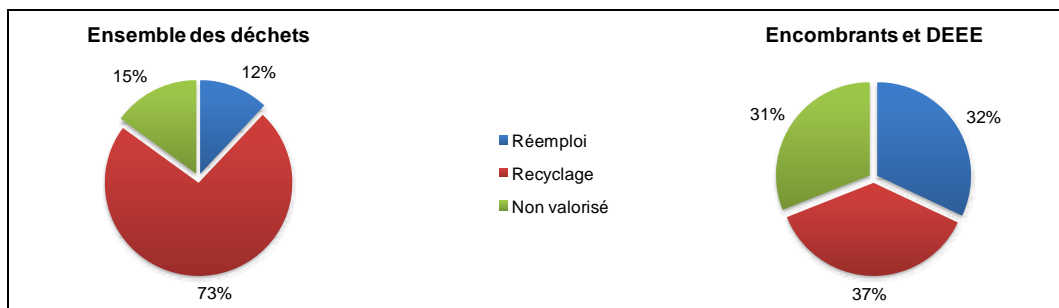 Ensemble des déchets
15%
12%
73%
Réemploi
Recyclage
Non valorisé
Encombrants et DEEE
31%
32%
37%